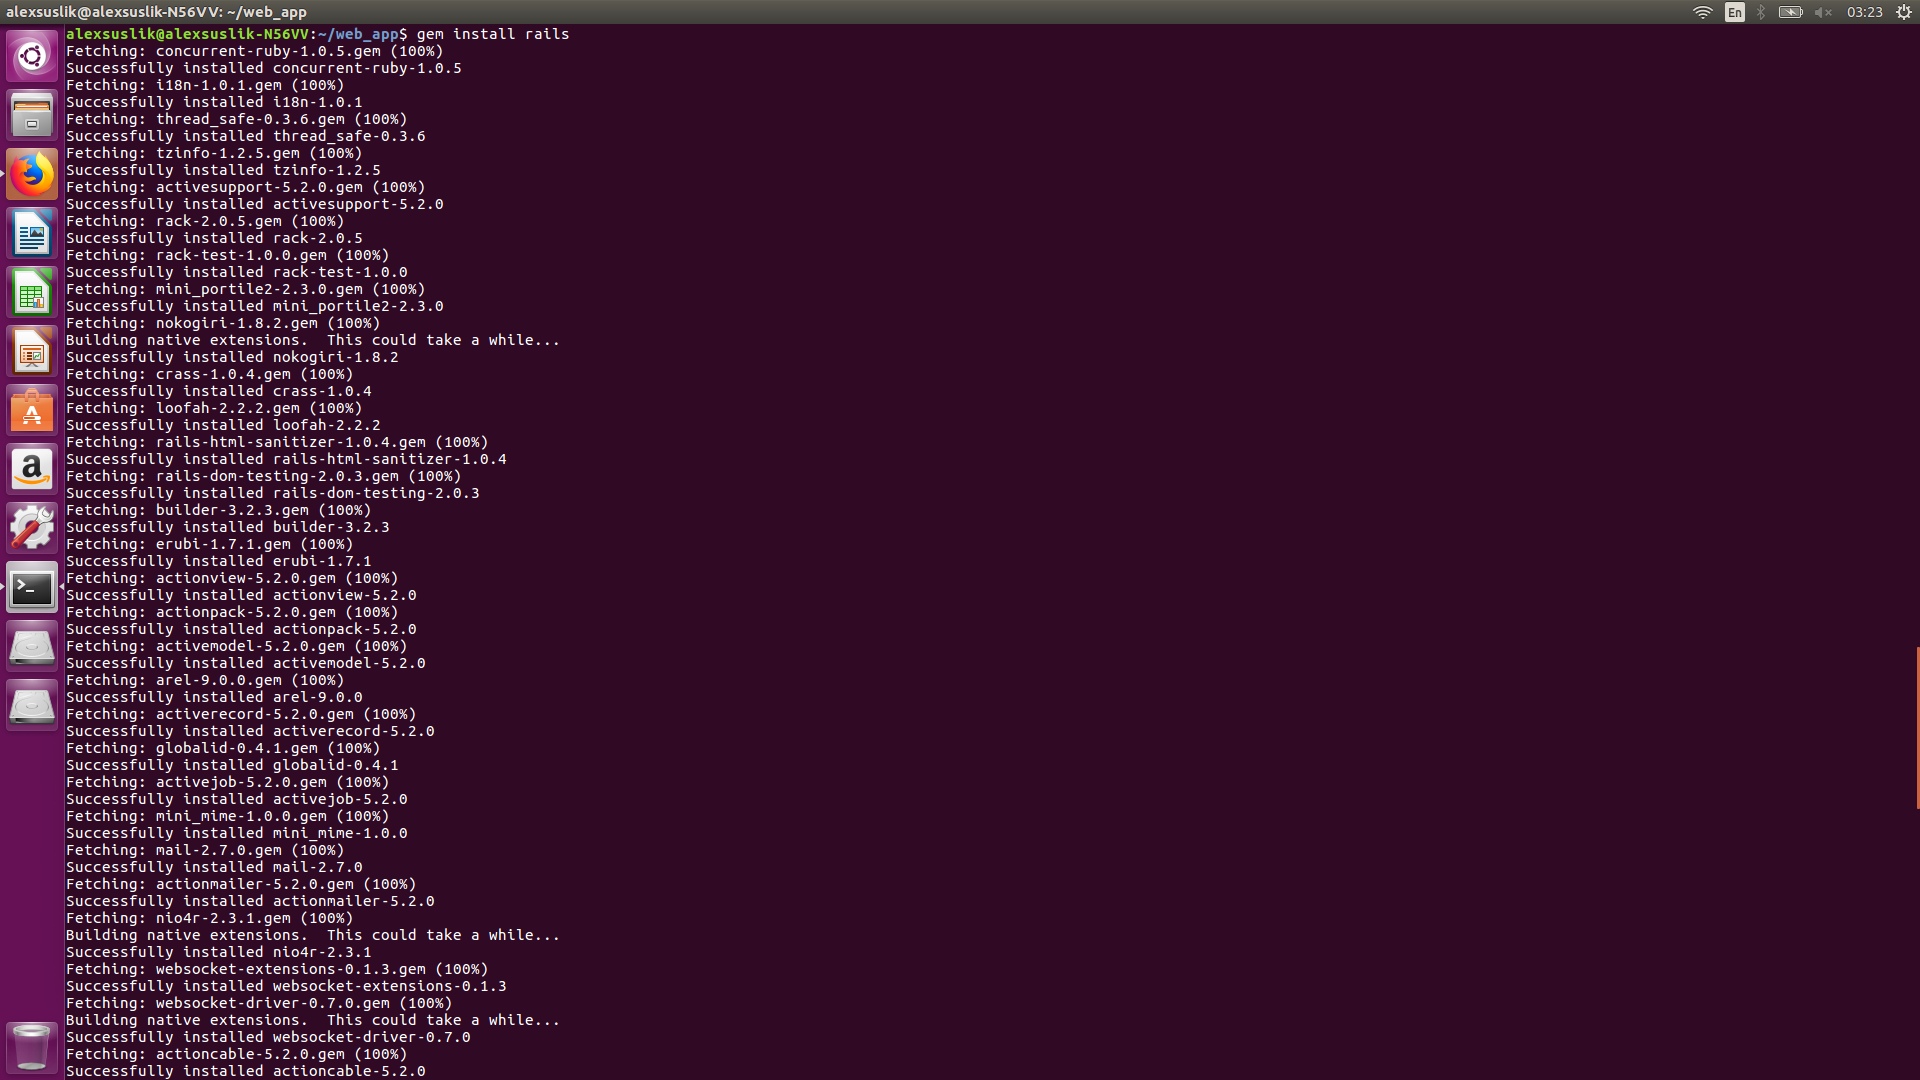 alexsuslik@alexsuslik-N56VV: ~/web_app
En
03:23
alexsuslik@alexsuslik-N56VV:~/web_app$ gem install rails
Fetching: concurrent-ruby-1.0.5.gem (100%)
Successfully installed concurrent-ruby-1.0.5
Fetching: i18n-1.0.1.gem (100%)
Successfully installed i18n-1.0.1
Fetching: thread_safe-0.3.6.gem (100%)
Successfully installed thread_safe-0.3.6
Fetching: tzinfo-1.2.5.gem (100%)
Successfully installed tzinfo-1.2.5
Fetching: activesupport-5.2.0.gem (100%)
Successfully installed activesupport-5.2.0
Fetching: rack-2.0.5.gem (100%)
Successfully installed rack-2.0.5
Fetching: rack-test-1.0.0.gem (100%)
Successfully installed rack-test-1.0.0
Fetching: mini_portile2-2.3.0.gem (100%)
Successfully installed mini_portile2-2.3.0
Fetching: nokogiri-1.8.2.gem (100%)
Building native extensions.  This could take a while...
Successfully installed nokogiri-1.8.2
Fetching: crass-1.0.4.gem (100%)
Successfully installed crass-1.0.4
Fetching: loofah-2.2.2.gem (100%)
Successfully installed loofah-2.2.2
Fetching: rails-html-sanitizer-1.0.4.gem (100%)
Successfully installed rails-html-sanitizer-1.0.4
Fetching: rails-dom-testing-2.0.3.gem (100%)
Successfully installed rails-dom-testing-2.0.3
Fetching: builder-3.2.3.gem (100%)
Successfully installed builder-3.2.3
Fetching: erubi-1.7.1.gem (100%)
Successfully installed erubi-1.7.1
Fetching: actionview-5.2.0.gem (100%)
Successfully installed actionview-5.2.0
Fetching: actionpack-5.2.0.gem (100%)
Successfully installed actionpack-5.2.0
Fetching: activemodel-5.2.0.gem (100%)
Successfully installed activemodel-5.2.0
Fetching: arel-9.0.0.gem (100%)
Successfully installed arel-9.0.0
Fetching: activerecord-5.2.0.gem (100%)
Successfully installed activerecord-5.2.0
Fetching: globalid-0.4.1.gem (100%)
Successfully installed globalid-0.4.1
Fetching: activejob-5.2.0.gem (100%)
Successfully installed activejob-5.2.0
Fetching: mini_mime-1.0.0.gem (100%)
Successfully installed mini_mime-1.0.0
Fetching: mail-2.7.0.gem (100%)
Successfully installed mail-2.7.0
Fetching: actionmailer-5.2.0.gem (100%)
Successfully installed actionmailer-5.2.0
Fetching: nio4r-2.3.1.gem (100%)
Building native extensions.  This could take a while...
Successfully installed nio4r-2.3.1
Fetching: websocket-extensions-0.1.3.gem (100%)
Successfully installed websocket-extensions-0.1.3
Fetching: websocket-driver-0.7.0.gem (100%)
Building native extensions.  This could take a while...
Successfully installed websocket-driver-0.7.0
Fetching: actioncable-5.2.0.gem (100%)
Successfully installed actioncable-5.2.0